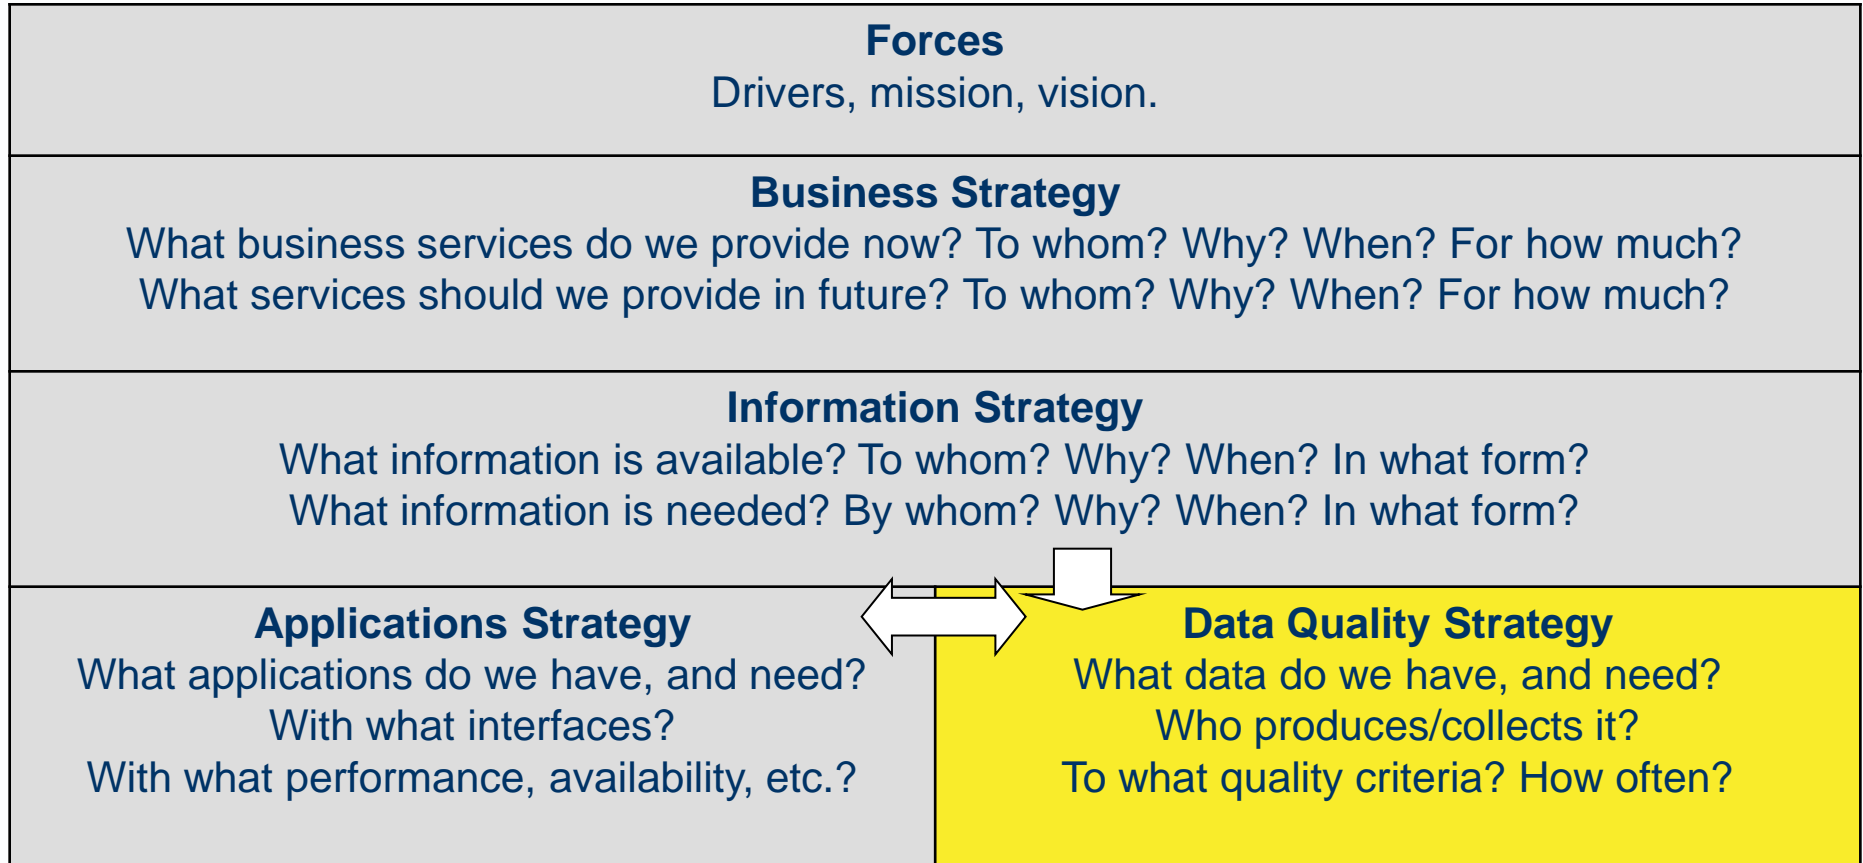 Forces
Drivers, mission, vision.
Business Strategy
What business services do we provide now? To whom? Why? When? For how much?
What services should we provide in future? To whom? Why? When? For how much?
Information Strategy
What information is available? To whom? Why? When? In what form?
What information is needed? By whom? Why? When? In what form?
Applications Strategy
What applications do we have, and need?
With what interfaces?
With what performance, availability, etc.?
Data Quality Strategy
What data do we have, and need?
Who produces/collects it?
To what quality criteria? How often?